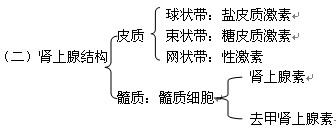 球状带：盐皮质激素
皮质
束状带：糖皮质激素
网状带：性激素
（二）肾上腺结构
肾上腺素
髓质：髓质细胞
去甲肾上腺素